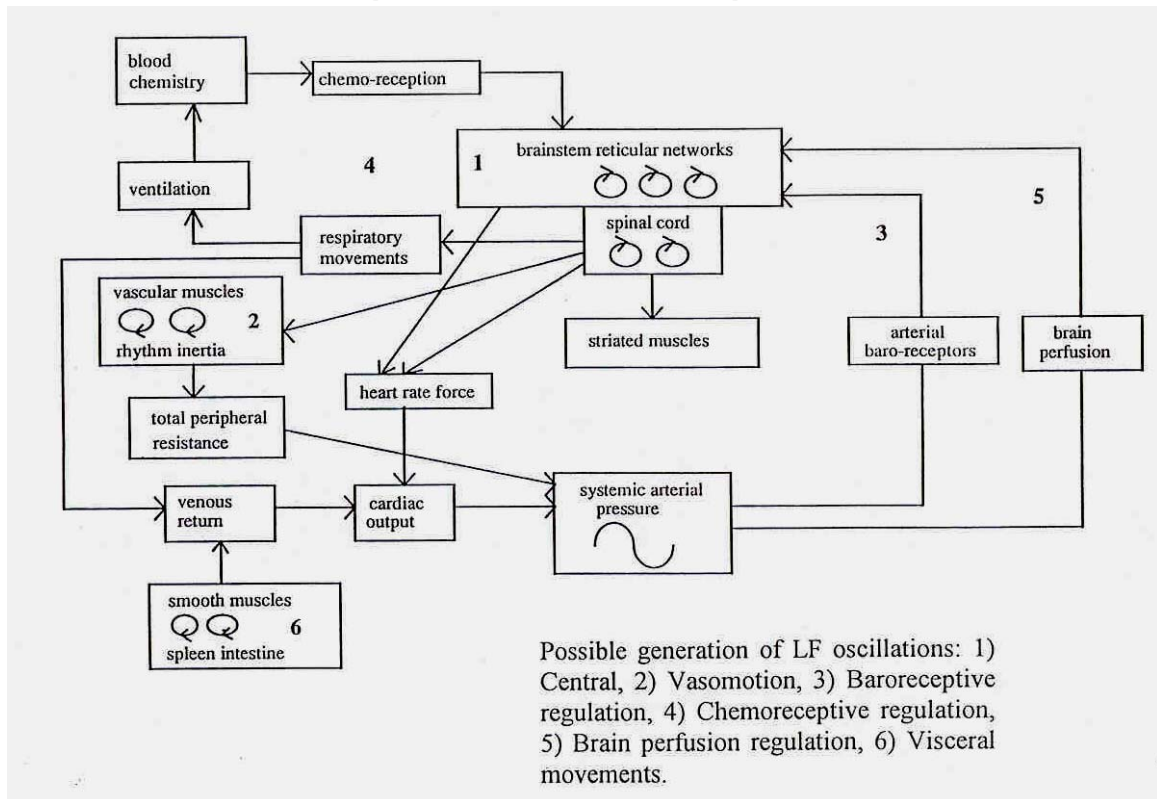 blood
chemistry
chemo-reception
brainstem reticular networks
1
4
ventilation
5
spinal cord
respiratory
movements
3
vascular muscles
2
rhythm inertia
striated muscles
arterial
baro-receptors
brain
perfusion
heart rate force
total peripheral
resistance
venous
return
cardiac
output
systemic arterial
pressure
smooth muscles
6
spleen intestine
Possible generation of LF oscillations: 1)
Central, 2) Vasomotion, 3) Baroreceptive
regulation, 4) Chemoreceptive regulation,
5) Brain perfusion regulation, 6) Visceral
movements.